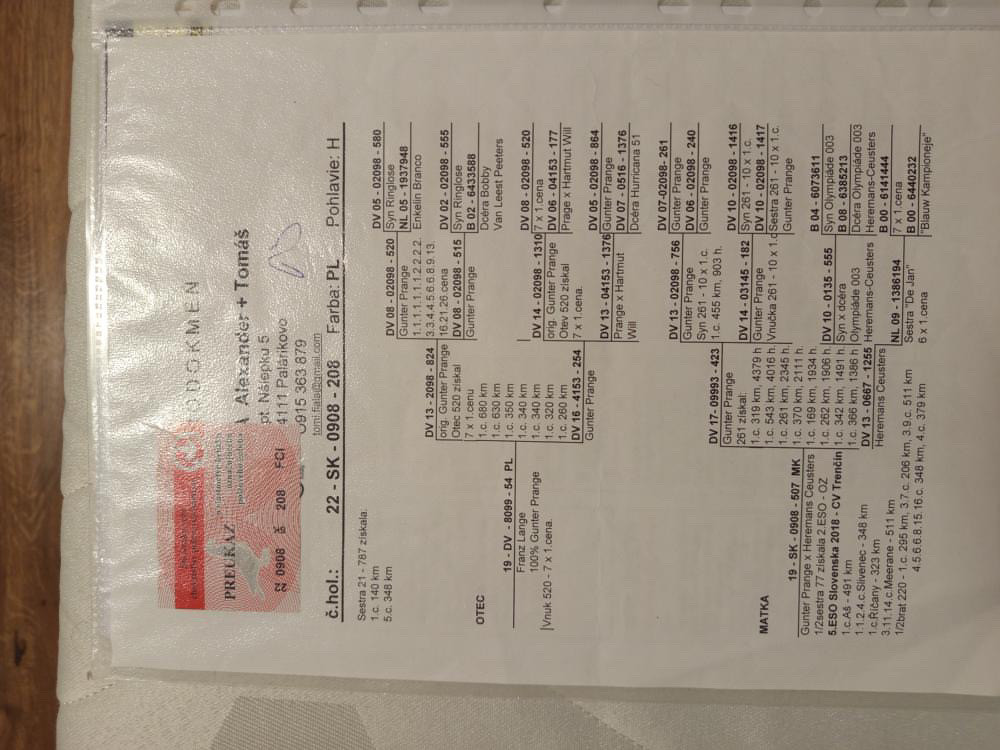 RODOKMEN
Alexander + Tomáš
pt. Nšlepku 5
4111 Palárikovo
0915 363 879
tomi.fiala@gmail.com
PREUKAZ
SK 0908 208 FCI
č.hol.: 22 - SK - 0908 - 208 Farba: PL Pohlavie: H
Sestra 21 - 787 získala.
1.c. 140 km
5.c. 348 km
OTEC
19 - DV - 8099 - 54 PL
Franz Lange
100% Gunter Prange
Vnuk 520 - 7 x 1.cena.
DV 13 - 2098 - 824
orig. Gunter Prange
Otec 520 získal
7 x 1.cenu
1.c. 680 km
1.c. 630 km
1.c. 350 km
1.c. 340 km
1.c. 340 km
1.c. 320 km
1.c. 260 km
DV 16 - 4153 - 254
Gunter Prange
DV 08 - 02098 - 520
Gunter Prange
1.1.1.1.1.1.1.2.2.2.2.
3.3.4.4.5.6.6.8.9.13.
16.21.26.cena
DV 08 - 02098 - 515
Gunter Prange
DV 14 - 02098 - 1310
orig. Gunter Prange
Otev 520 získal
7 x 1.cena.
DV 13 - 04153 - 1376
Prange x Hartmut
Will
DV 05 - 02098 - 580
Syn Ringlose
NL 05 - 1937948
Enkelin Branco
DV 02 - 02098 - 555
Syn Ringlose
B 02 - 6433588
Dcéra Bobby
Van Leest Peeters
DV 08 - 02098 - 520
7 x 1.cena
DV 06 - 04153 - 177
Prage x Hartmut Will
DV 05 - 02098 - 864
Gunter Prange
DV 07 - 0516 - 1376
Dcéra Hurricana 51
MATKA
19 - SK - 0908 - 507 MK
Gunter Prange x Heremans Ceusters
1/2sestra 77 získala 2.ESO - OZ
5.ESO Slovenska 2018 - CV Trenčín
1.c.Aš - 491 km
1.1.2.4.c.Slivenec - 348 km
1.c.Říčany - 323 km
3.11.14.c.Meerane - 511 km
1/2brat 220 - 1.c. 295 km, 3.7.c. 206 km, 3.9.c. 511 km
4.5.6.6.8.15.16.c. 348 km, 4.c. 379 km
DV 17- 09993 - 423
Gunter Prange
261 získal:
1.c. 319 km, 4379 h
1.c. 543 km, 4016 h.
1.c. 261 km, 2345 h.
1.c. 370 km, 2111 h.
1.c. 169 km, 1934 h.
1.c. 262 km, 1906 h.
1.c. 342 km, 1491 h.
1.c. 366 km, 1386 h
DV 13 - 0667 - 1255
Heremans Ceusters
DV 13 - 02098 - 756
Gunter Prange
Syn 261 - 10 x 1.c.
1.c. 455 km, 903 h.
DV 14 - 03145 - 182
Gunter Prange
Vnučka 261 - 10 x 1.c
DV 10 - 0135 - 555
Syn x dcéra
Olympiáde 003
Heremans-Ceusters
NL 09 - 1386194
Sestra "De Jan"
6 x 1.cena
DV 07-02098- 261
Gunter Prange
DV 06 - 02098 - 240
Gunter Prange
DV 10 - 02098 - 1416
Syn 261 - 10 x 1.c.
DV 10 - 02098 - 1417
Sestra 261 - 10 x 1.c.
Gunter Prange
B 04 - 6073611
Syn Olympiáde 003
B 08 - 6385213
Dcéra Olympiáde 003
Heremans-Ceusters
B 00 - 6141444
7 x 1.cena
B 00 - 6440232
"Blauw Kampioneje"